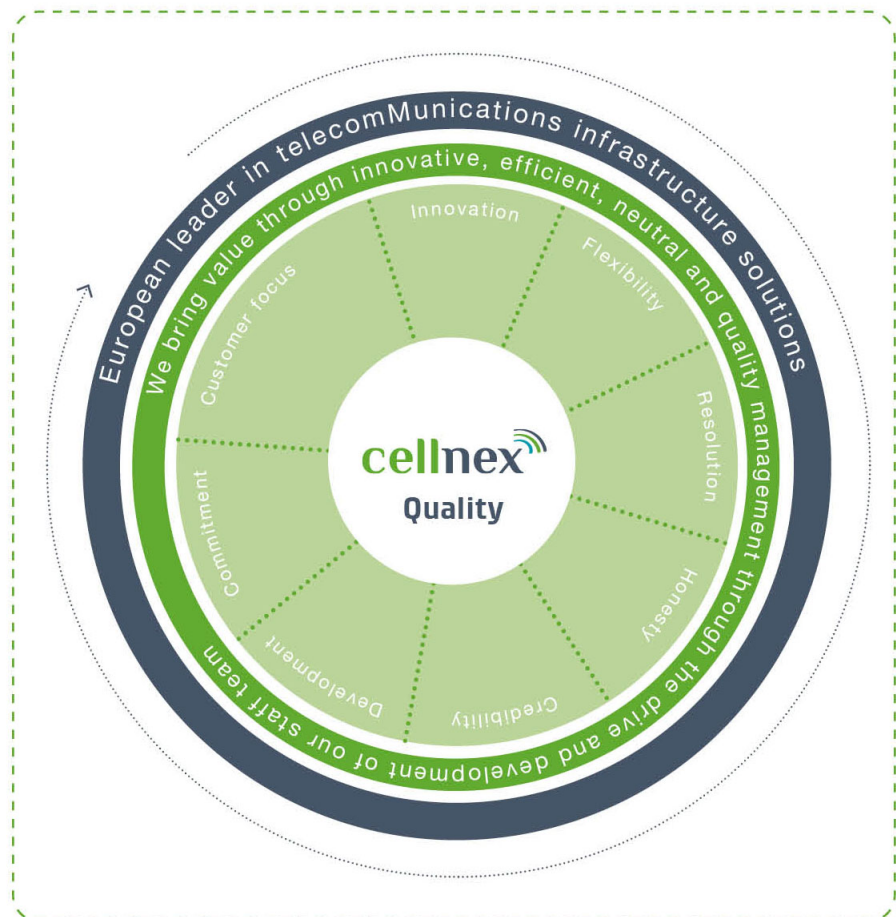 European leader in telecomMunications infrastructure solutions
We bring value through innovative, efficient, neutral and quality management through the drive and development of our staff team
Innovation
Flexibility
Resolution
Honesty
Credibility
Development
Commitment
Customer focus
cellnex
Quality